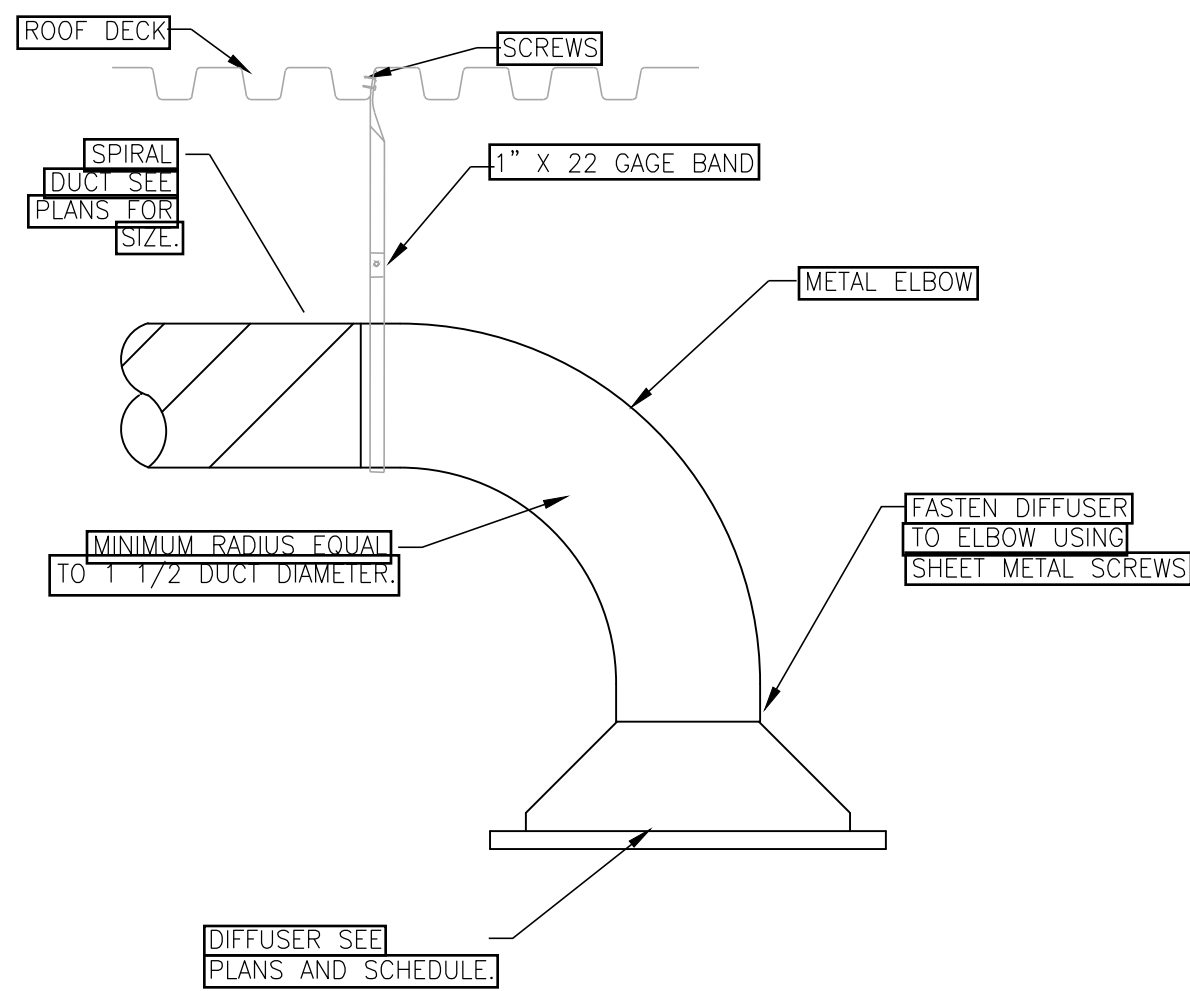 ROOF DECK
SCREWS
SPIRAL
DUCT SEE
PLANS FOR
SIZE.
1" X 22 GAGE BAND
METAL ELBOW
MINIMUM RADIUS EQUAL
TO 1 1/2 DUCT DIAMETER.
FASTEN DIFFUSER
TO ELBOW USING
SHEET METAL SCREWS
DIFFUSER SEE
PLANS AND SCHEDULE.